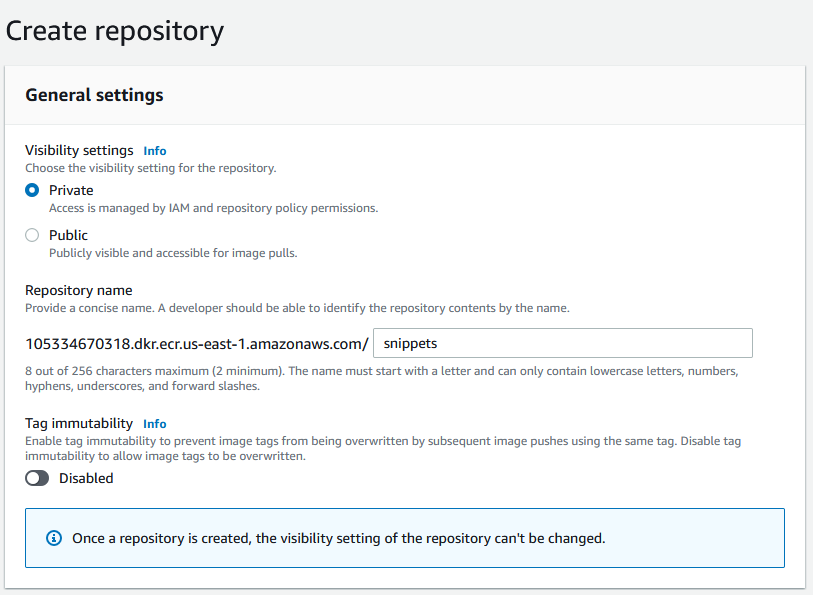 Create repository
General settings
Visibility settings Info
Choose the visibility setting for the repository.
Private
Access is managed by IAM and repository policy permissions.
Public
Publicly visible and accessible for image pulls.
Repository name
Provide a concise name. A developer should be able to identify the repository contents by the name.
105334670318.dkr.ecr.us-east-1.amazonaws.com/ snippets
8 out of 256 characters maximum (2 minimum). The name must start with a letter and can only contain lowercase letters, numbers,
hyphens, underscores, and forward slashes.
Tag immutability Info
Enable tag immutability to prevent image tags from being overwritten by subsequent image pushes using the same tag. Disable tag
immutability to allow image tags to be overwritten.
Disabled
Once a repository is created, the visibility setting of the repository can't be changed.